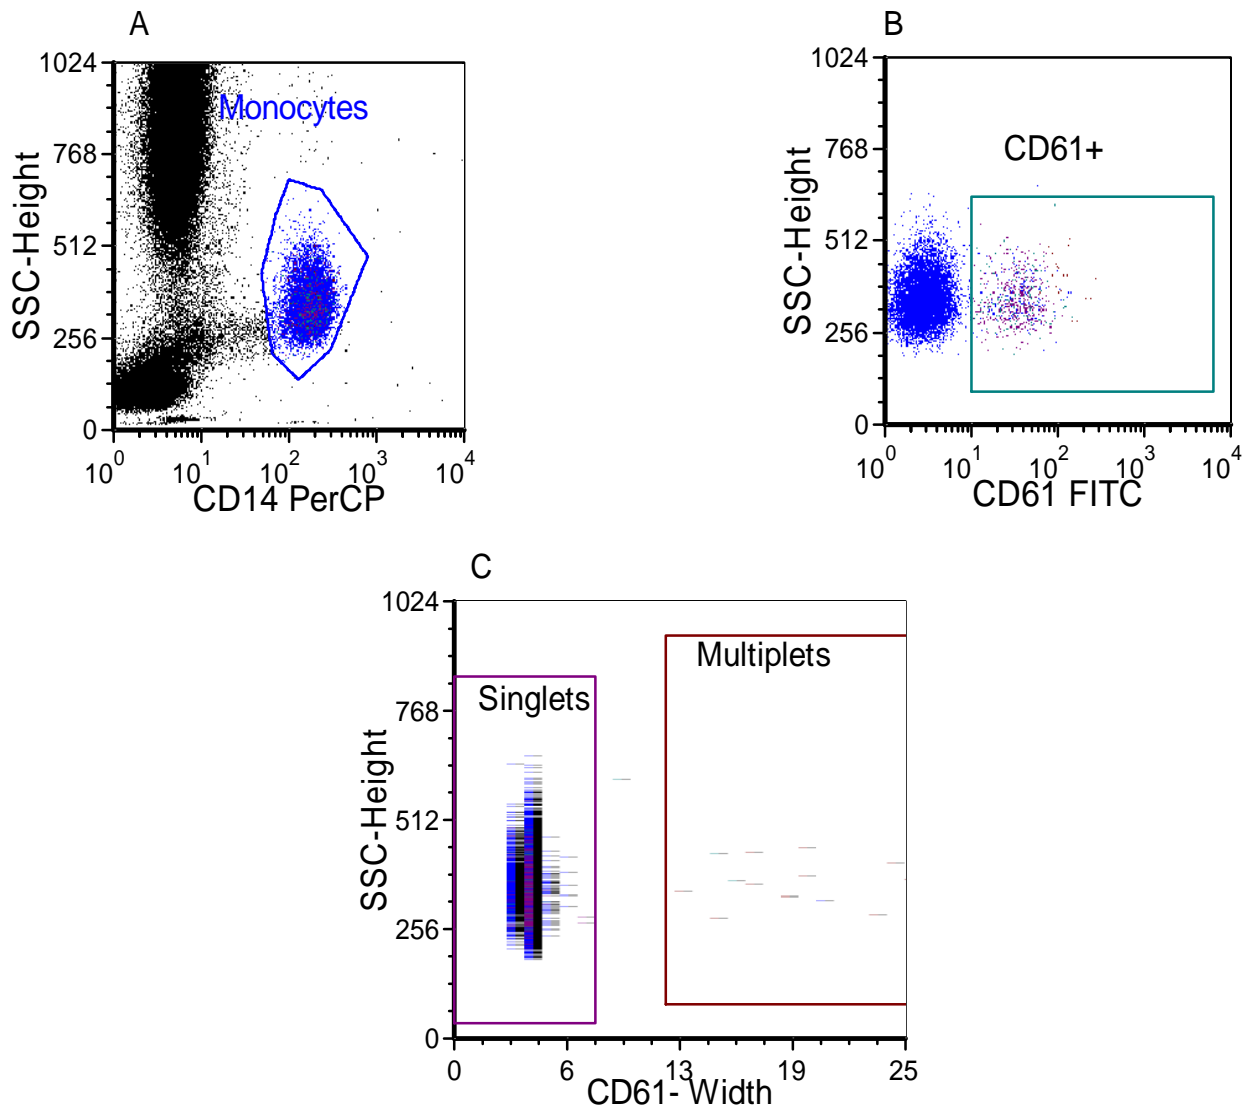 A
1024
768
512
256
0
SSC-Height
Monocytes
10^0 10^1 10^2 10^3 10^4
CD14 PerCP
B
1024
768
512
256
0
SSC-Height
CD61+
10^0 10^1 10^2 10^3 10^4
CD61 FITC
C
1024
768
512
256
0
SSC-Height
Singlets
Multiplets
0 6 13 19 25
CD61- Width